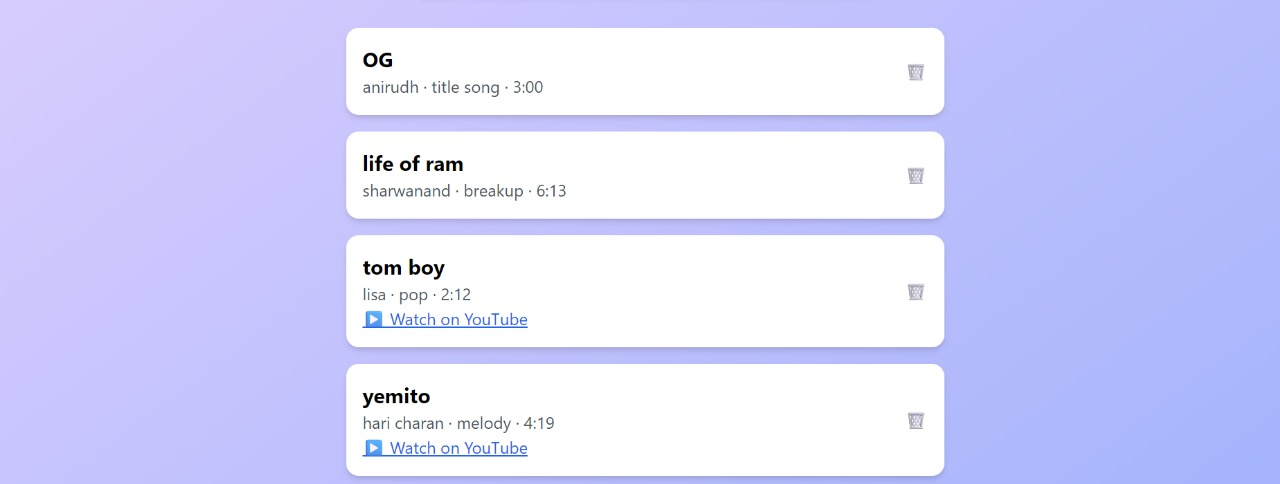 OG
anirudh · title song · 3:00
life of ram
sharwanand · breakup · 6:13
tom boy
lisa · pop · 2:12
▶️ Watch on YouTube
yemito
hari charan · melody · 4:19
▶️ Watch on YouTube